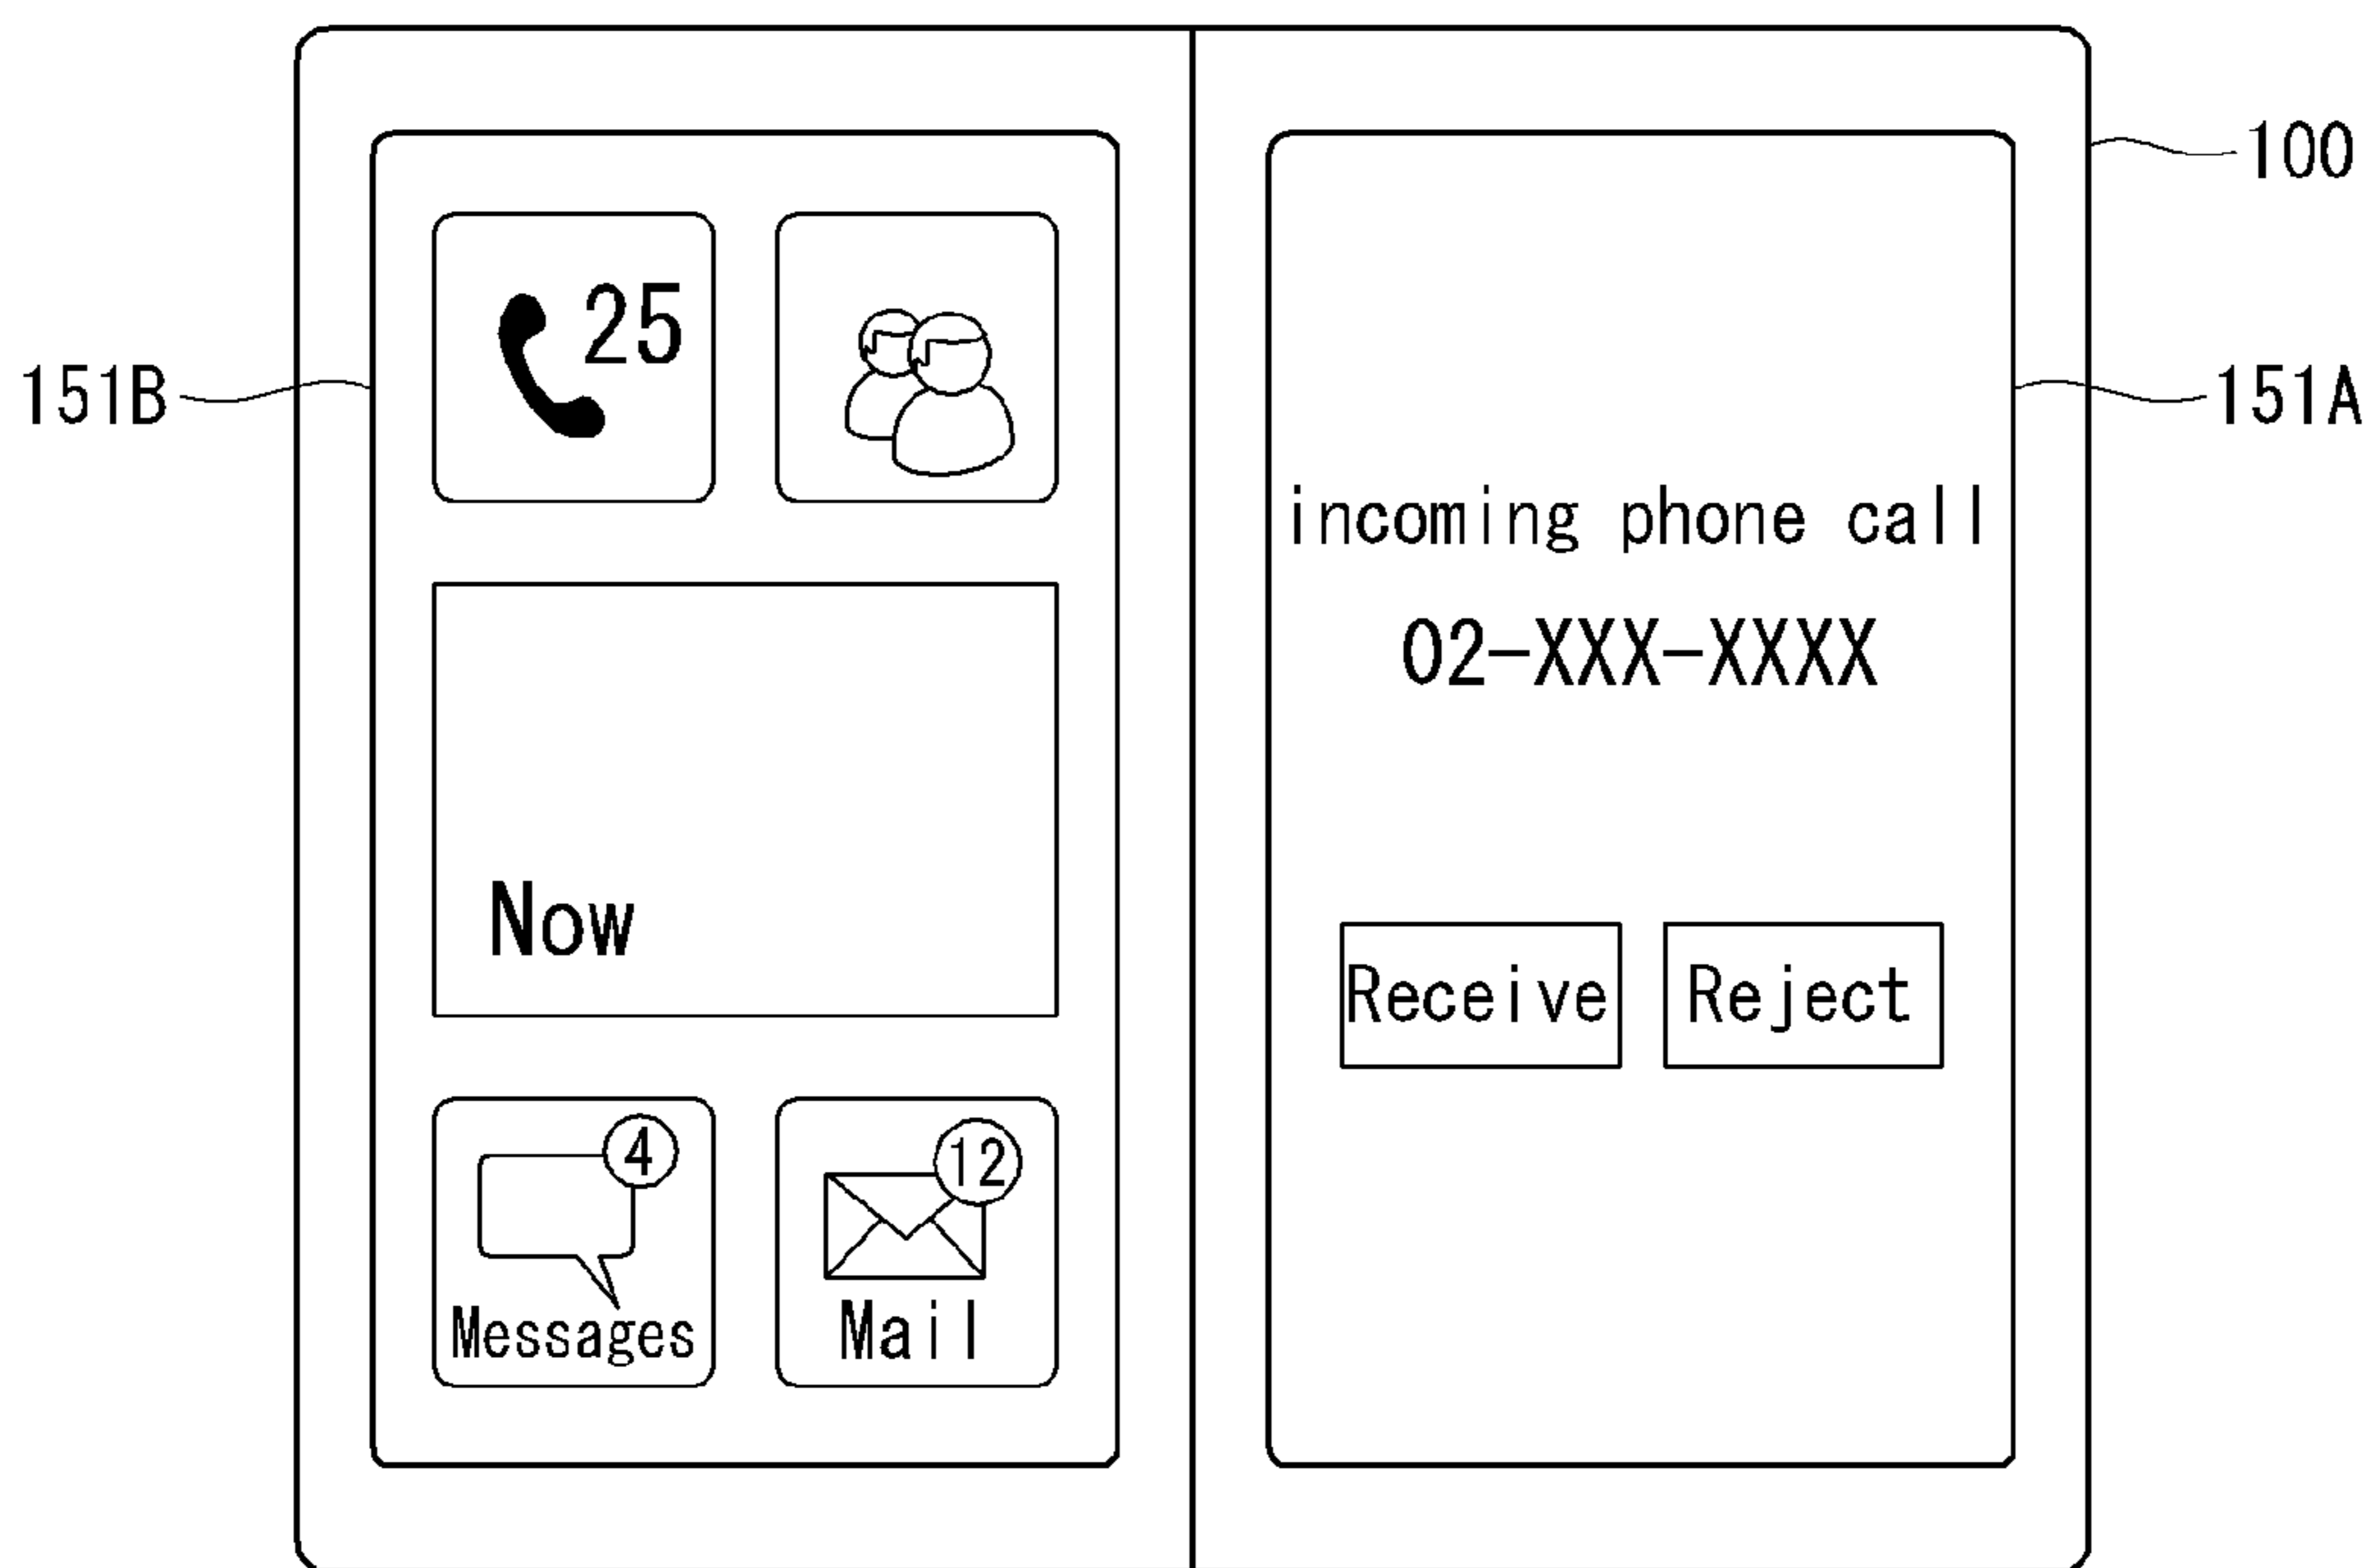 100
151B
151A
25
Now
4
Messages
12
Mail
incoming phone call
02-XXX-XXXX
Receive
Reject